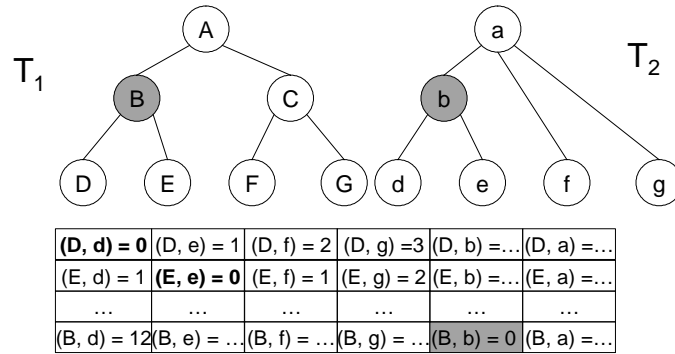 A a
T1 T2
B C b
D E F G d e f g
(D, d) = 0 (D, e) = 1 (D, f) = 2 (D, g) =3 (D, b) =… (D, a) =…
(E, d) = 1 (E, e) = 0 (E, f) = 1 (E, g) = 2 (E, b) =… (E, a) =…
… … … … … …
(B, d) = 12 (B, e) = … (B, f) = … (B, g) = … (B, b) = 0 (B, a) =…